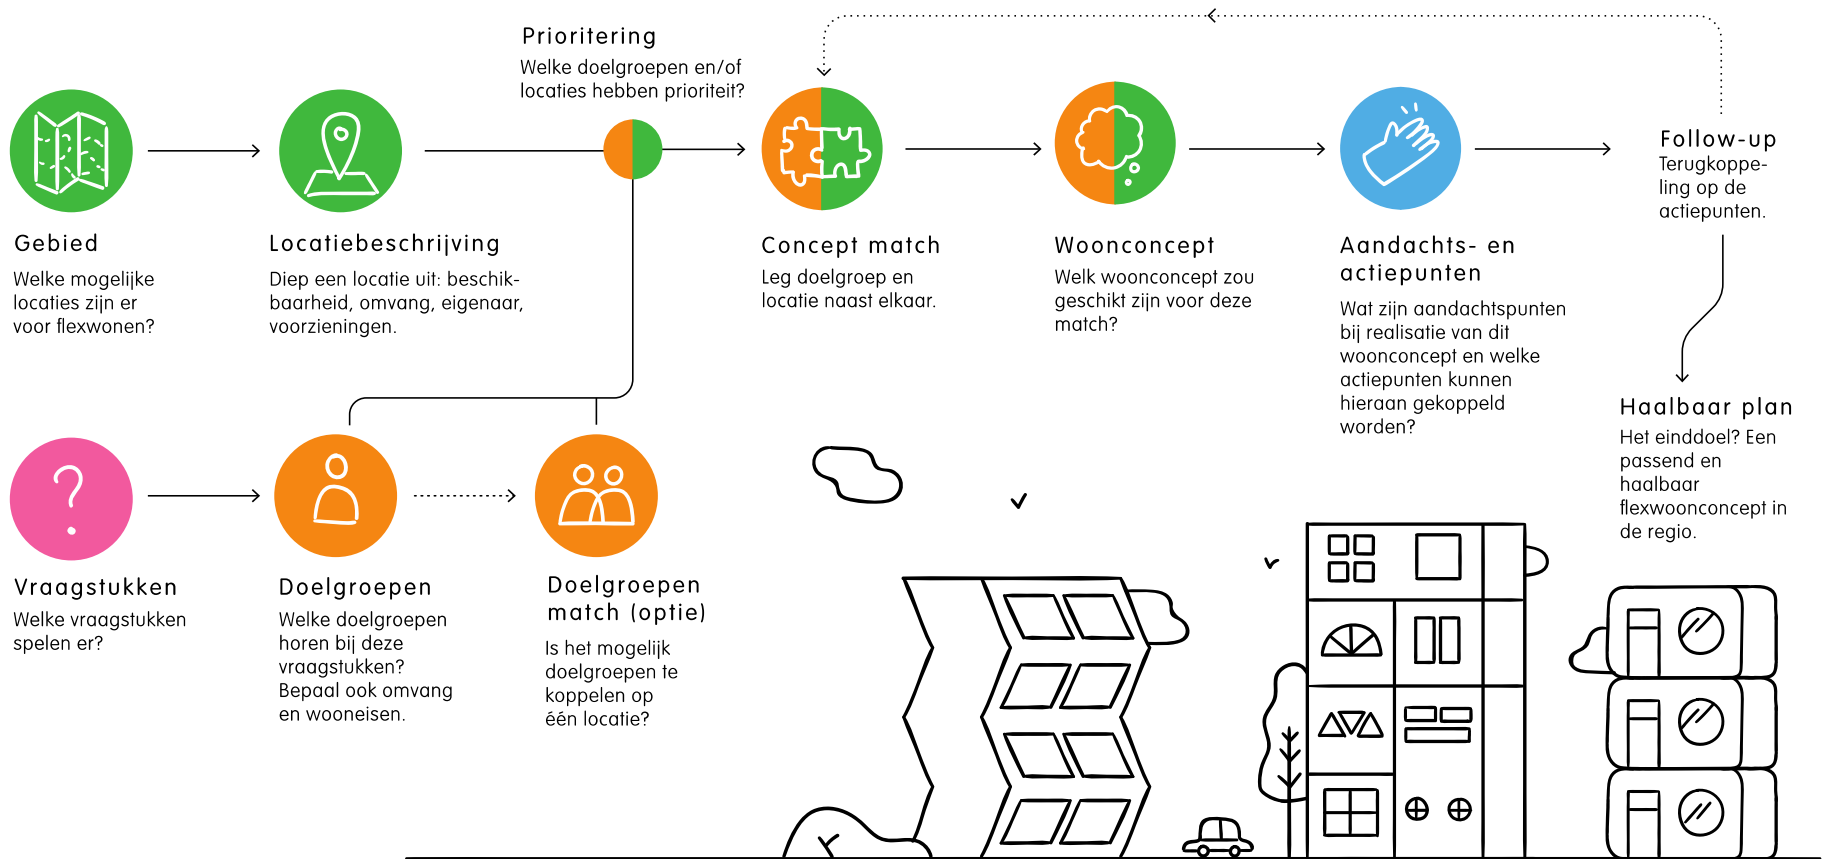 Prioritering
Welke doelgroepen en/of
locaties hebben prioriteit?
Gebied
Welke mogelijke
locaties zijn er
voor flexwonen?
Locatiebeschrijving
Diep een locatie uit: beschik-
baarheid, omvang, eigenaar,
voorzieningen.
Concept match
Leg doelgroep en
locatie naast elkaar.
Woonconcept
Welk woonconcept zou
geschikt zijn voor deze
match?
Aandachts- en
actiepunten
Wat zijn aandachtspunten
bij realisatie van dit
woonconcept en welke
actiepunten kunnen
hieraan gekoppeld
worden?
Follow-up
Terugkoppe-
ling op de
actiepunten.
Haalbaar plan
Het einddoel? Een
passend en
haalbaar
flexwoonconcept in
de regio.
Vraagstukken
Welke vraagstukken
spelen er?
Doelgroepen
Welke doelgroepen
horen bij deze
vraagstukken?
Bepaal ook omvang
en wooneisen.
Doelgroepen
match (optie)
Is het mogelijk
doelgroepen te
koppelen op
één locatie?